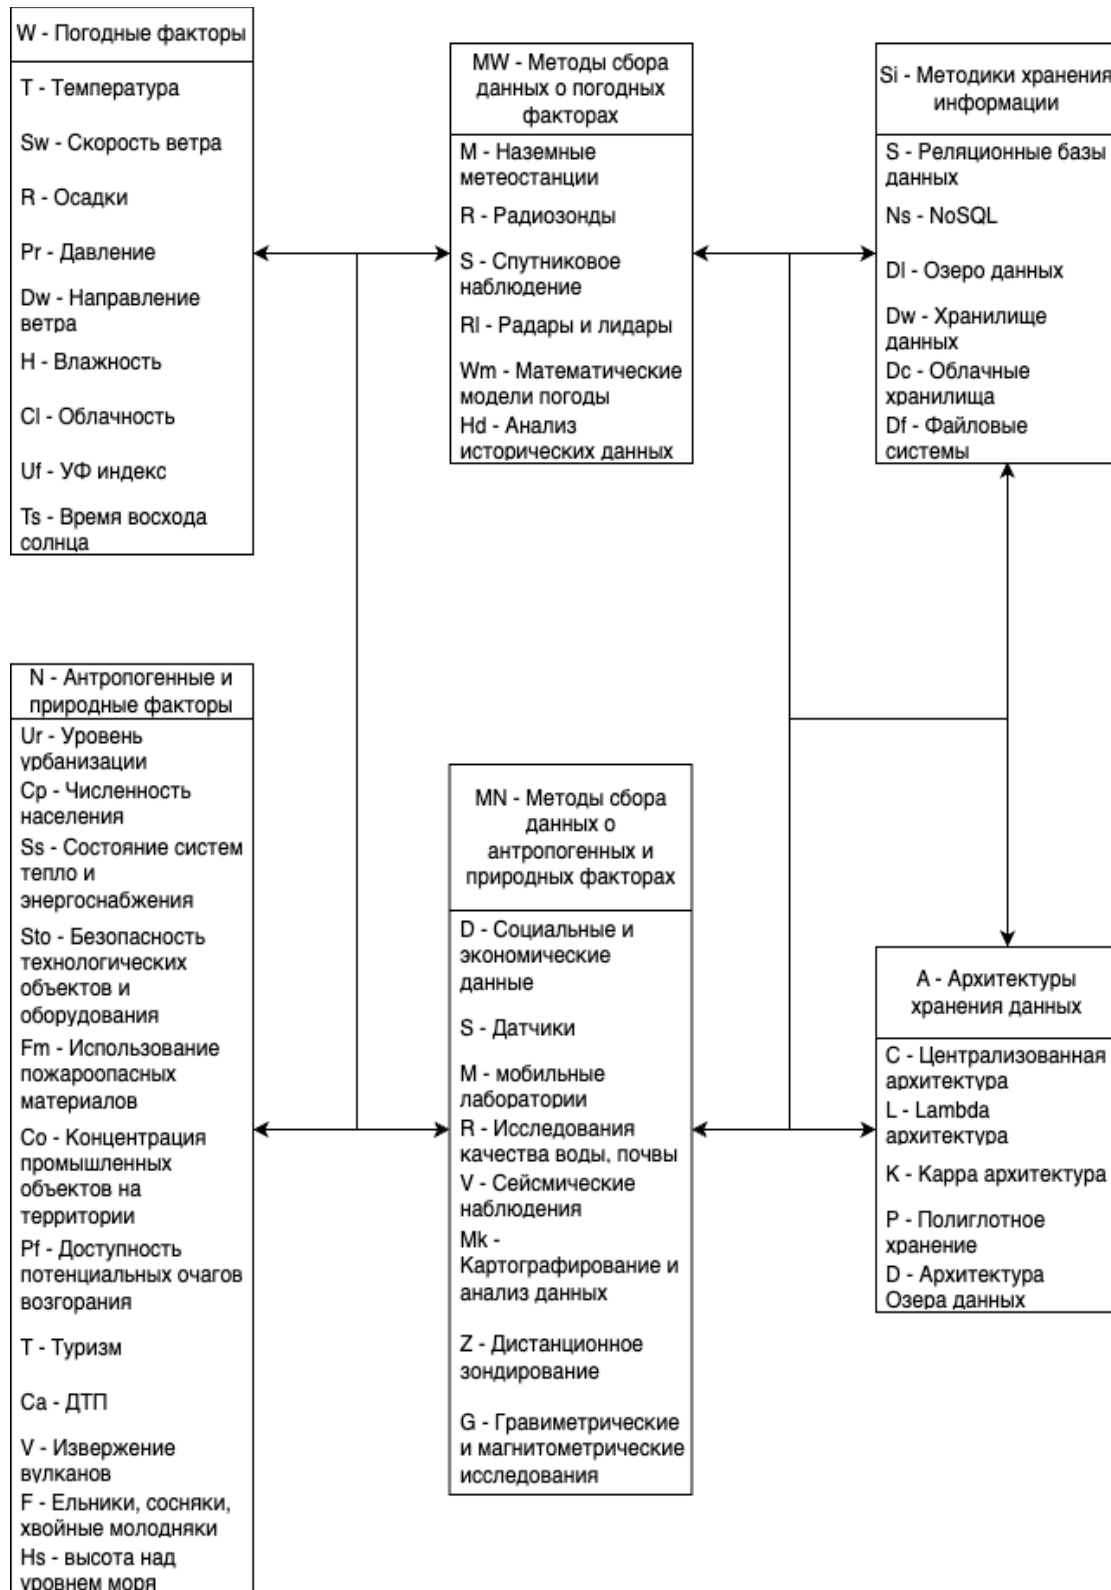 W - Погодные факторы
T - Температура
Sw - Скорость ветра
R - Осадки
Pr - Давление
Dw - Направление
ветра
H - Влажность
Cl - Облачность
Uf - УФ индекс
Ts - Время восхода
солнца
MW - Методы сбора
данных о погодных
факторах
M - Наземные
метеостанции
R - Радиозонды
S - Спутниковое
наблюдение
Rl - Радары и лидары
Wm - Математические
модели погоды
Hd - Анализ
исторических данных
Si - Методики хранения
информации
S - Реляционные базы
данных
Ns - NoSQL
Dl - Озеро данных
Dw - Хранилище
данных
Dc - Облачные
хранилища
Df - Файловые
системы
N - Антропогенные и
природные факторы
Ur - Уровень
урбанизации
Cp - Численность
населения
Ss - Состояние систем
тепло и
энергоснабжения
Sto - Безопасность
технологических
объектов и
оборудования
Fm - Использование
пожароопасных
материалов
Co - Концентрация
промышленных
объектов на
территории
Pf - Доступность
потенциальных очагов
возгорания
T - Туризм
Ca - ДТП
V - Извержение
вулканов
F - Ельники, сосняки,
хвойные молодняки
Hs - высота над
уровнем моря
MN - Методы сбора
данных о
антропогенных и
природных факторах
D - Социальные и
экономические
данные
S - Датчики
M - мобильные
лаборатории
R - Исследования
качества воды, почвы
V - Сейсмические
наблюдения
Mk -
Картографирование и
анализ данных
Z - Дистанционное
зондирование
G - Гравиметрические
и магнитометрические
исследования
A - Архитектуры
хранения данных
C - Централизованная
архитектура
L - Lambda
архитектура
K - Kappa архитектура
P - Полиглотное
хранение
D - Архитектура
Озера данных